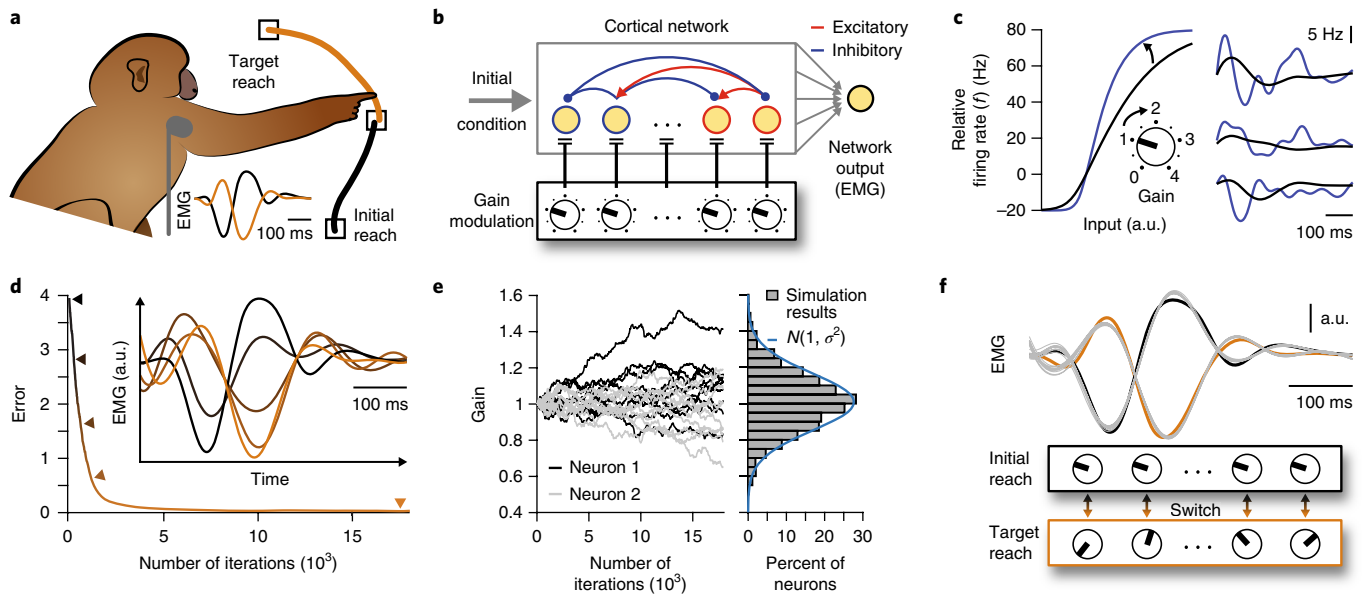 a
Target
reach
EMG
100 ms
Initial
reach
b
Cortical network
Excitatory
Inhibitory
Initial
condition
...
Network
output
(EMG)
Gain
modulation
...
c
Relative
firing rate (f) (Hz)
80
60
40
20
0
–20
Input (a.u.)
0
1
2
3
4
Gain
5 Hz
100 ms
d
Error
4
3
2
1
0
0
5
10
15
Number of iterations (10³)
EMG (a.u.)
Time
100 ms
e
Gain
1.6
1.4
1.2
1
0.8
0.6
0.4
Neuron 1
Neuron 2
0
5
10
15
Number of
iterations (10³)
Simulation
results
N(1, σ²)
0
10
20
30
Percent of
neurons
f
EMG
a.u.
100 ms
Initial
reach
...
Switch
Target
reach
...